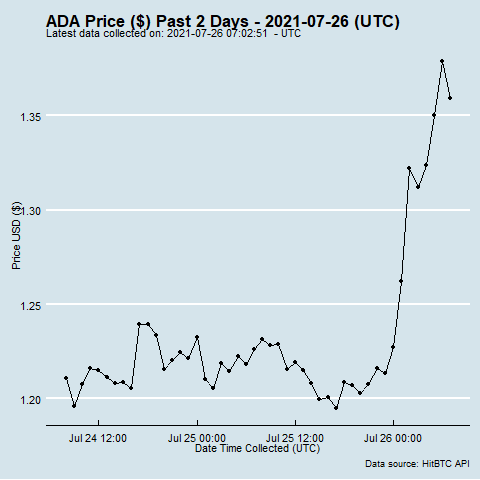 ADA Price ($) Past 2 Days - 2021-07-26 (UTC)
Latest data collected on: 2021-07-26 07:02:51 - UTC
1.35
1.30
1.25
1.20
Price USD ($)
Jul 24 12:00 Jul 25 00:00 Jul 25 12:00 Jul 26 00:00
Date Time Collected (UTC)
Data source: HitBTC API